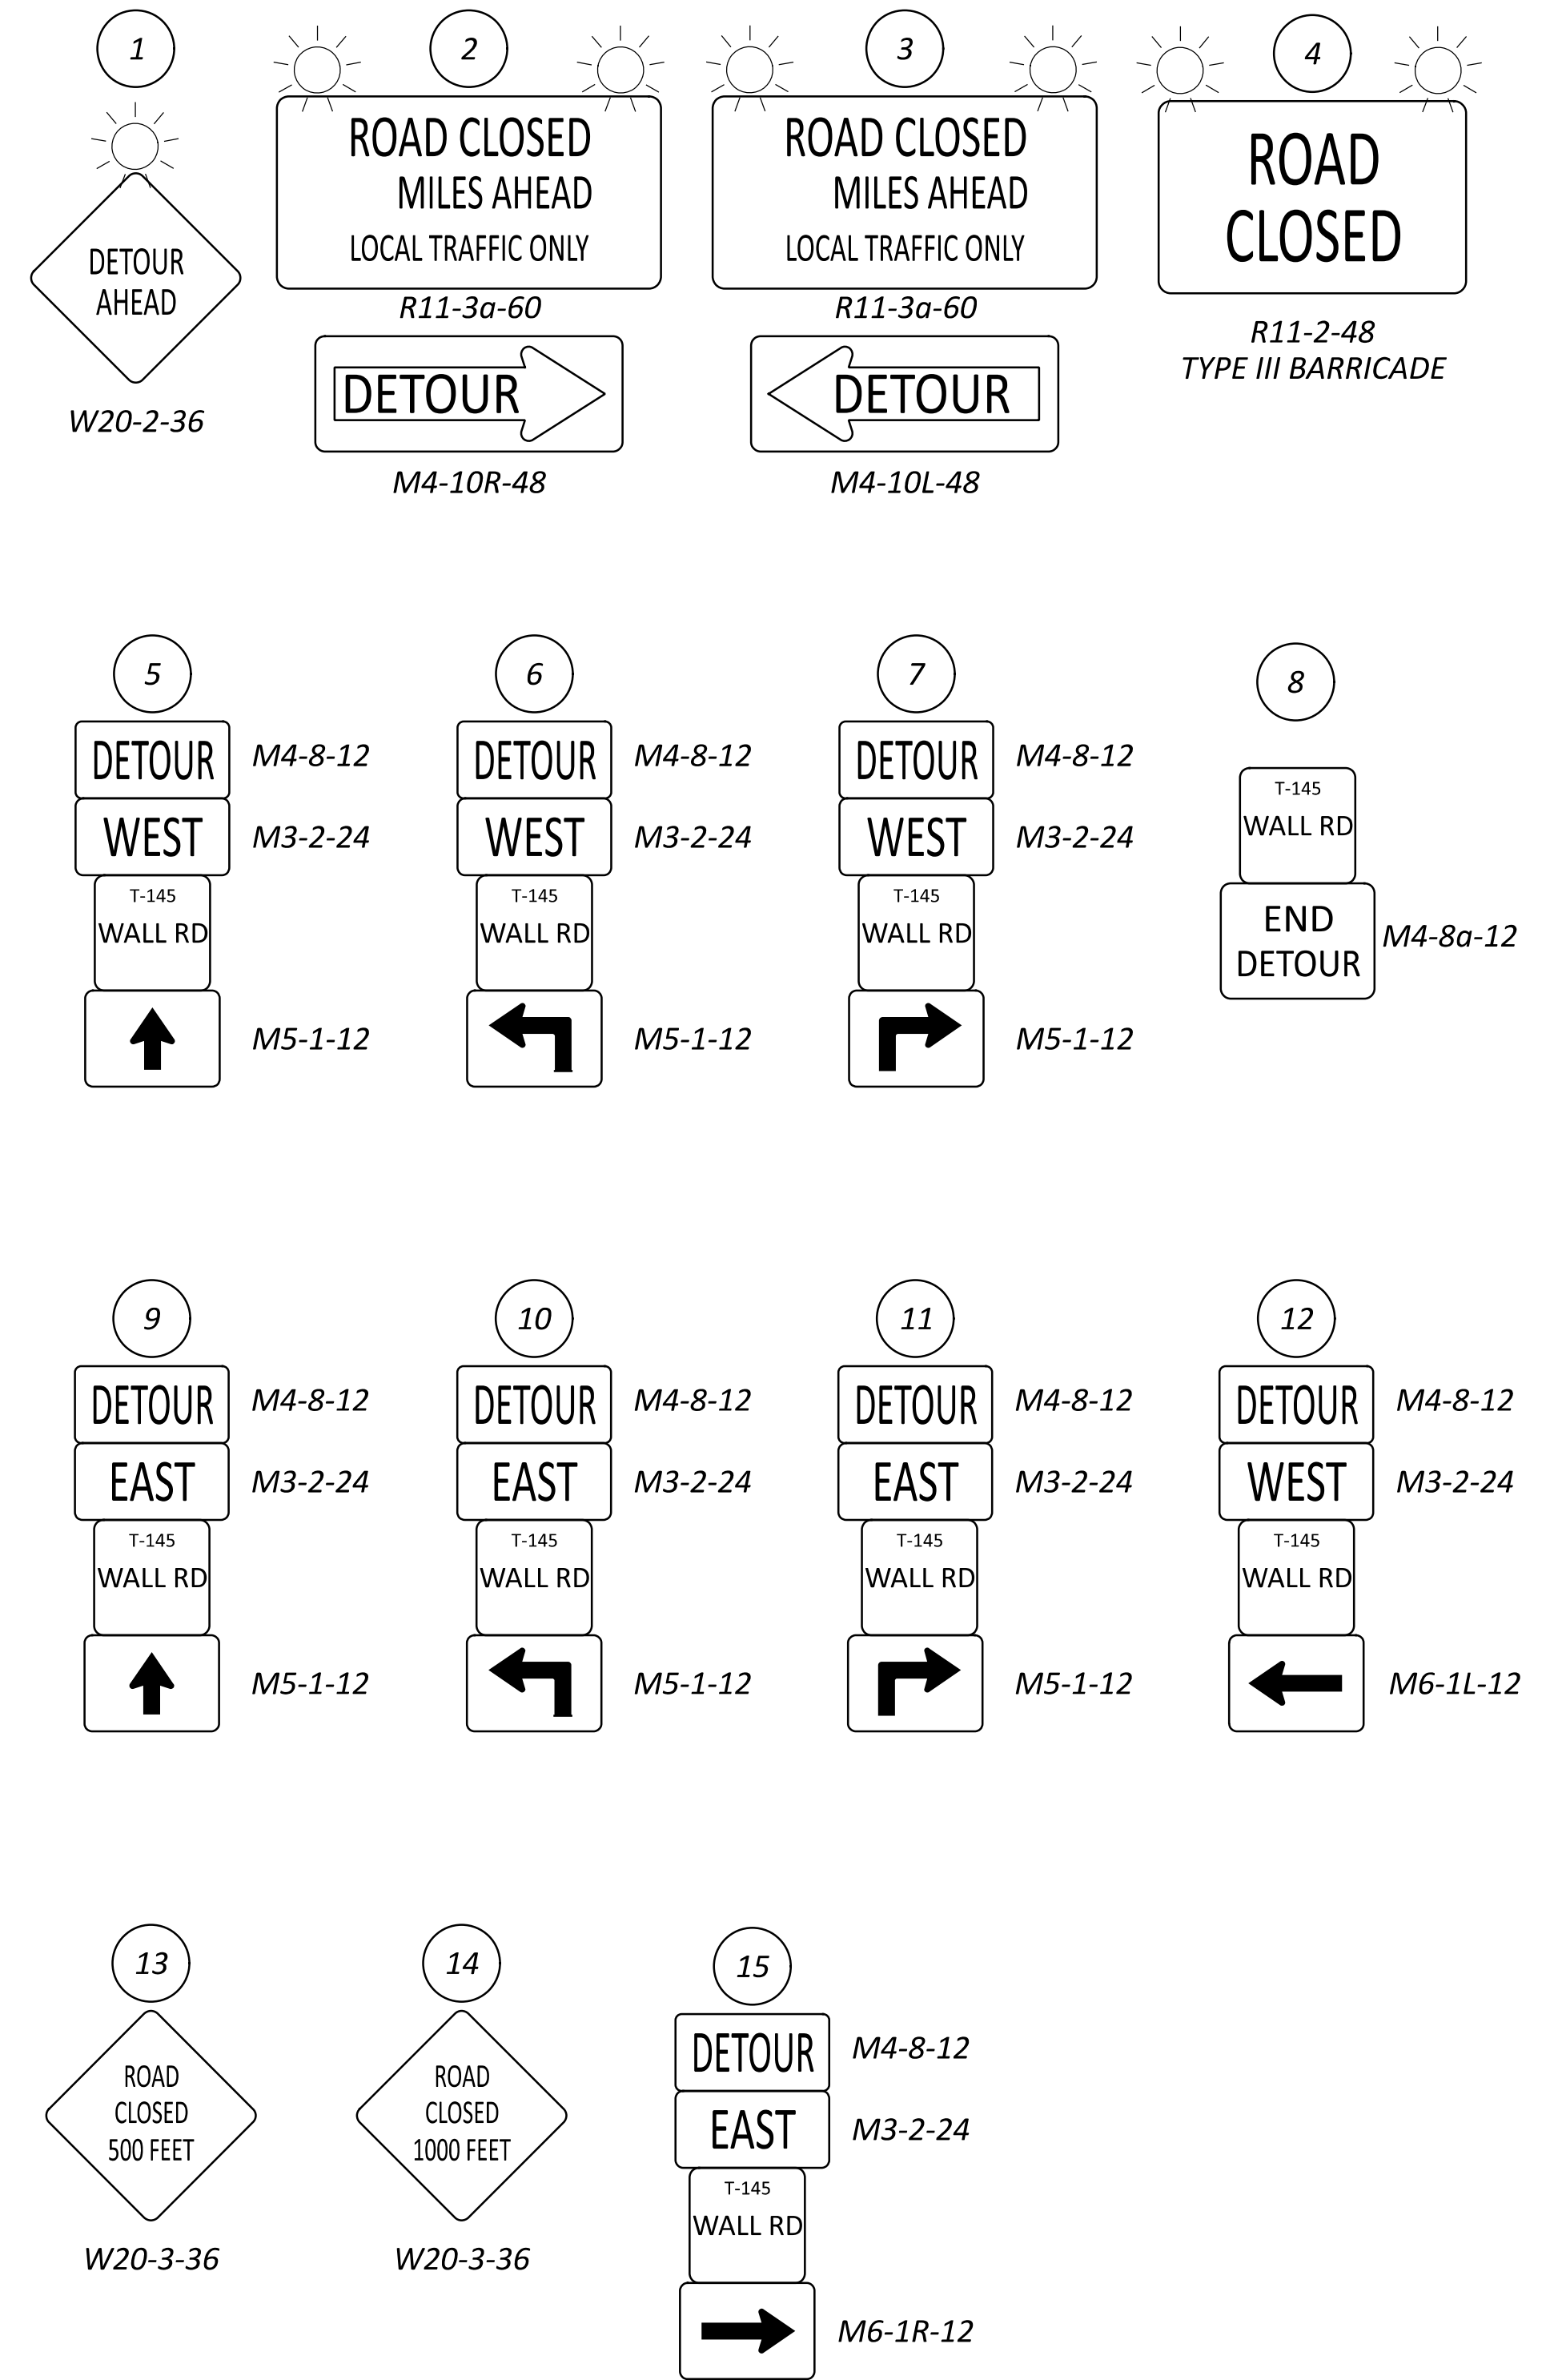 1
DETOUR
AHEAD
W20-2-36
2
ROAD CLOSED
MILES AHEAD
LOCAL TRAFFIC ONLY
R11-3a-60
DETOUR
M4-10R-48
3
ROAD CLOSED
MILES AHEAD
LOCAL TRAFFIC ONLY
R11-3a-60
DETOUR
M4-10L-48
4
ROAD
CLOSED
R11-2-48
TYPE III BARRICADE
5
DETOUR
M4-8-12
WEST
M3-2-24
T-145
WALL RD
M5-1-12
6
DETOUR
M4-8-12
WEST
M3-2-24
T-145
WALL RD
M5-1-12
7
DETOUR
M4-8-12
WEST
M3-2-24
T-145
WALL RD
M5-1-12
8
T-145
WALL RD
END
DETOUR
M4-8a-12
9
DETOUR
M4-8-12
EAST
M3-2-24
T-145
WALL RD
M5-1-12
10
DETOUR
M4-8-12
EAST
M3-2-24
T-145
WALL RD
M5-1-12
11
DETOUR
M4-8-12
EAST
M3-2-24
T-145
WALL RD
M5-1-12
12
DETOUR
M4-8-12
WEST
M3-2-24
T-145
WALL RD
M6-1L-12
13
ROAD
CLOSED
500 FEET
W20-3-36
14
ROAD
CLOSED
1000 FEET
W20-3-36
15
DETOUR
M4-8-12
EAST
M3-2-24
T-145
WALL RD
M6-1R-12